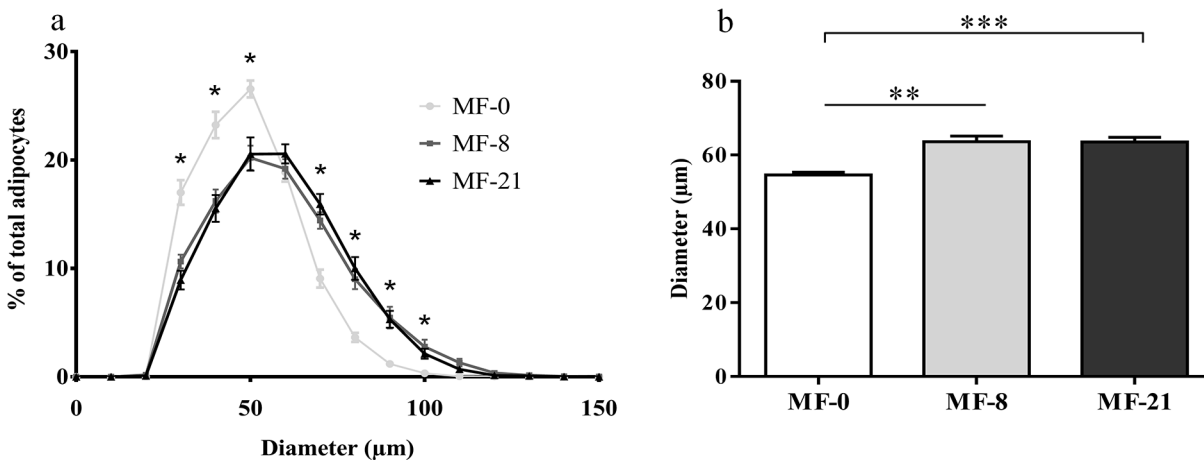 a
30
20
10
0
% of total adipocytes
* * * * * * *
MF-0
MF-8
MF-21
0 50 100 150
Diameter (µm)
b
***
**
80
60
40
20
0
Diameter (µm)
MF-0 MF-8 MF-21